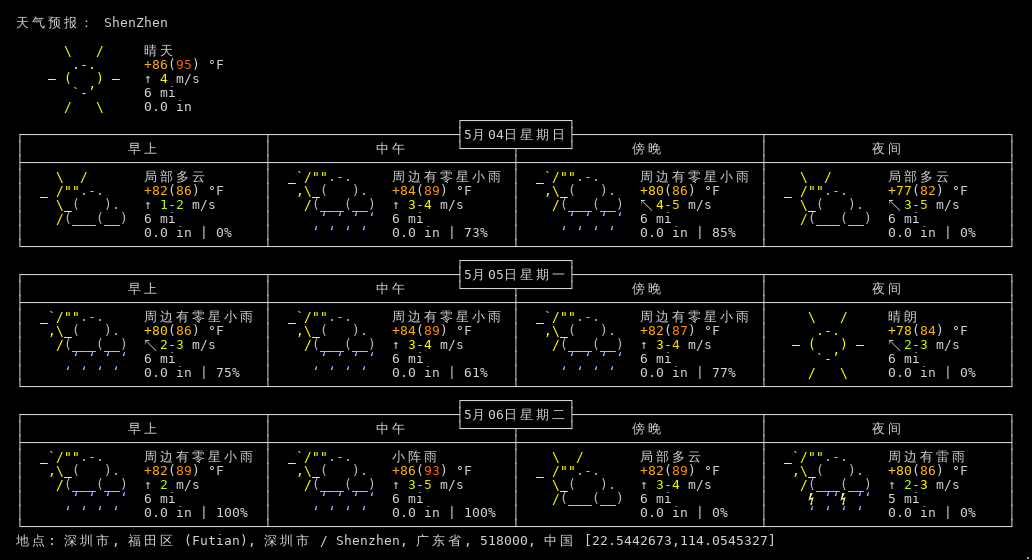 天气预报： ShenZhen
晴天
+86(95) °F
↑ 4 m/s
6 mi
0.0 in
5月04日星期日
早上 中午 傍晚 夜间
局部多云 周边有零星小雨 周边有零星小雨 局部多云
+82(86) °F +84(89) °F +80(86) °F +77(82) °F
↑ 1-2 m/s ↑ 3-4 m/s ↖ 4-5 m/s ↖ 3-5 m/s
6 mi 6 mi 6 mi 6 mi
0.0 in | 0% 0.0 in | 73% 0.0 in | 85% 0.0 in | 0%
5月05日星期一
早上 中午 傍晚 夜间
周边有零星小雨 周边有零星小雨 周边有零星小雨 晴朗
+80(86) °F +84(89) °F +82(87) °F +78(84) °F
↖ 2-3 m/s ↑ 3-4 m/s ↑ 3-4 m/s ↖ 2-3 m/s
6 mi 6 mi 6 mi 6 mi
0.0 in | 75% 0.0 in | 61% 0.0 in | 77% 0.0 in | 0%
5月06日星期二
早上 中午 傍晚 夜间
周边有零星小雨 小阵雨 局部多云 周边有雷雨
+82(89) °F +86(93) °F +82(89) °F +80(86) °F
↑ 2 m/s ↑ 3-5 m/s ↑ 3-4 m/s ↑ 2-3 m/s
6 mi 6 mi 6 mi 5 mi
0.0 in | 100% 0.0 in | 100% 0.0 in | 0% 0.0 in | 0%
地点: 深圳市, 福田区 (Futian), 深圳市 / Shenzhen, 广东省, 518000, 中国 [22.5442673,114.0545327]